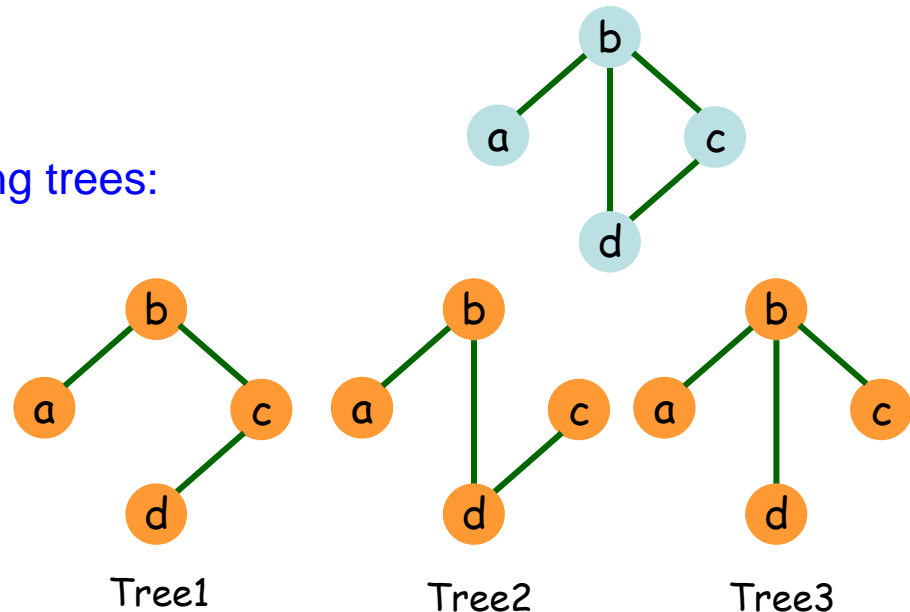 b
a c
ng trees:
d
b b b
a c a c a c
d d d
Tree1 Tree2 Tree3